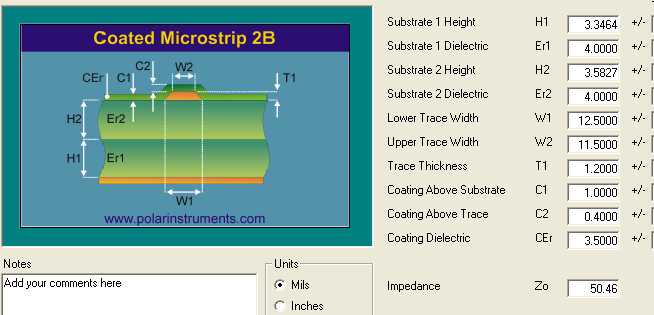 Coated Microstrip 2B
CEr C1 C2 W2 T1
H2 Er2
H1 Er1
W1
www.polarinstruments.com
Substrate 1 Height H1 3.3464 +/-
Substrate 1 Dielectric Er1 4.0000 +/-
Substrate 2 Height H2 3.5827 +/-
Substrate 2 Dielectric Er2 4.0000 +/-
Lower Trace Width W1 12.5000 +/-
Upper Trace Width W2 11.5000 +/-
Trace Thickness T1 1.2000 +/-
Coating Above Substrate C1 1.0000 +/-
Coating Above Trace C2 0.4000 +/-
Coating Dielectric CEr 3.5000 +/-
Notes
Add your comments here
Units
Mils
Inches
Impedance Zo 50.46